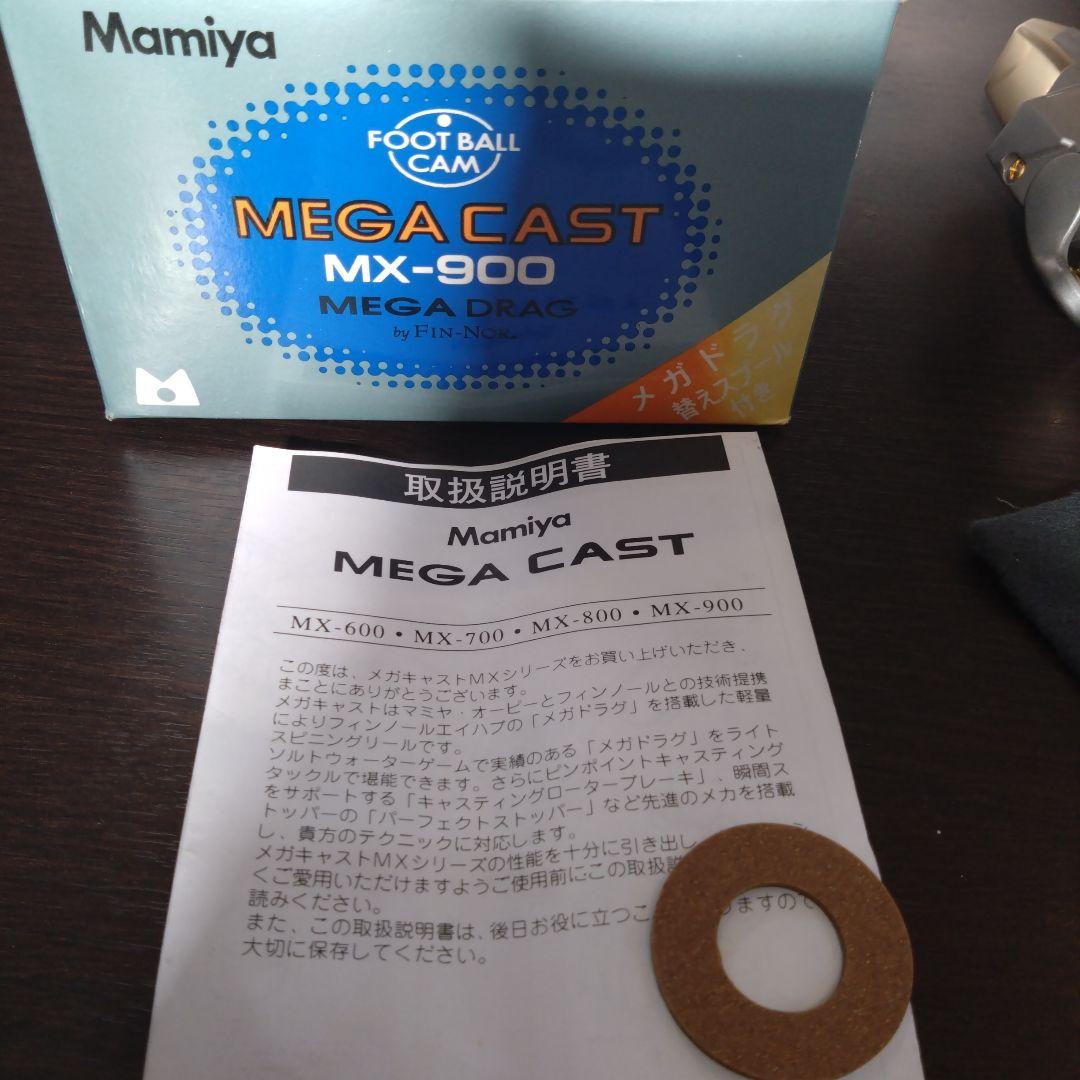 Mamiya
FOOT BALL
CAM
MEGA CAST
MX-900
MEGA DRAG
by FIN-NOR®
メガドラグ
替えスプール
付き
取扱説明書
Mamiya
MEGA CAST
MX-600・MX-700・MX-800・MX-900
この度は、メガキャストMXシリーズをお買い上げいただき、
まことにありがとうございます。
メガキャストはマミヤ・オーピーとフィンノールとの技術提携
によりフィンノールエイハブの「メガドラグ」を搭載した軽量
スピニングリールです。
ソルトウォーターゲームで実績のある「メガドラグ」をライト
タックルで堪能できます。さらにピンポイントキャスティング
をサポートする「キャスティングローターブレーキ」、瞬間ス
トッパーの「パーフェクトストッパー」など先進のメカを搭載
し、貴方のテクニックに対応します。
メガキャストMXシリーズの性能を十分に引き出し
くご愛用いただけますようご使用前にこの取扱説
読みください。
また、この取扱説明書は、後日お役に立つこ りますので
大切に保存してください。